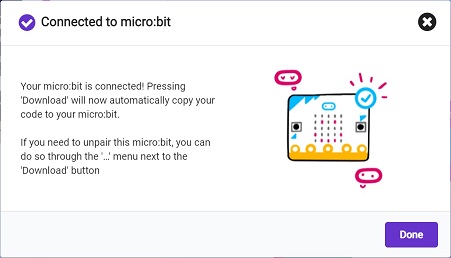 Connected to micro:bit
Your micro:bit is connected! Pressing
'Download' will now automatically copy your
code to your micro:bit.
If you need to unpair this micro:bit, you can
do so through the '...' menu next to the
'Download' button
Done